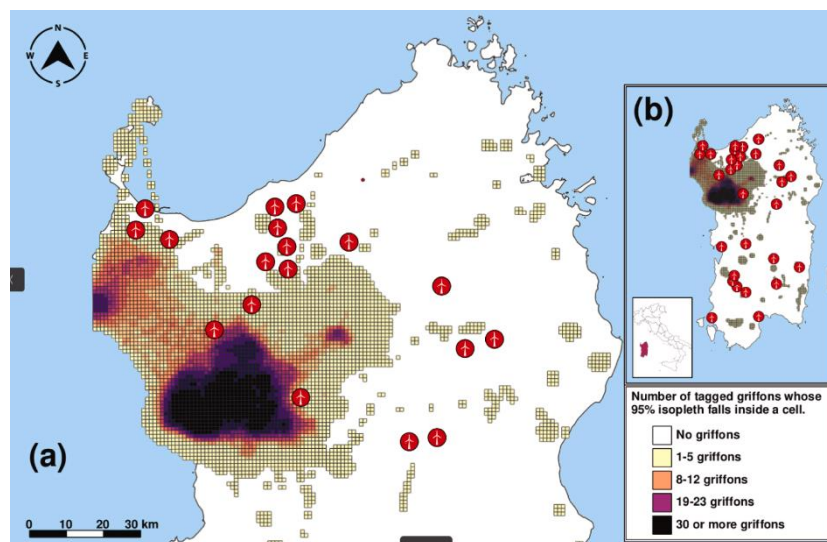 N
W E
S
(b)
(a)
0 10 20 30 km
Number of tagged griffons whose
95% isopleth falls inside a cell.
No griffons
1-5 griffons
8-12 griffons
19-23 griffons
30 or more griffons